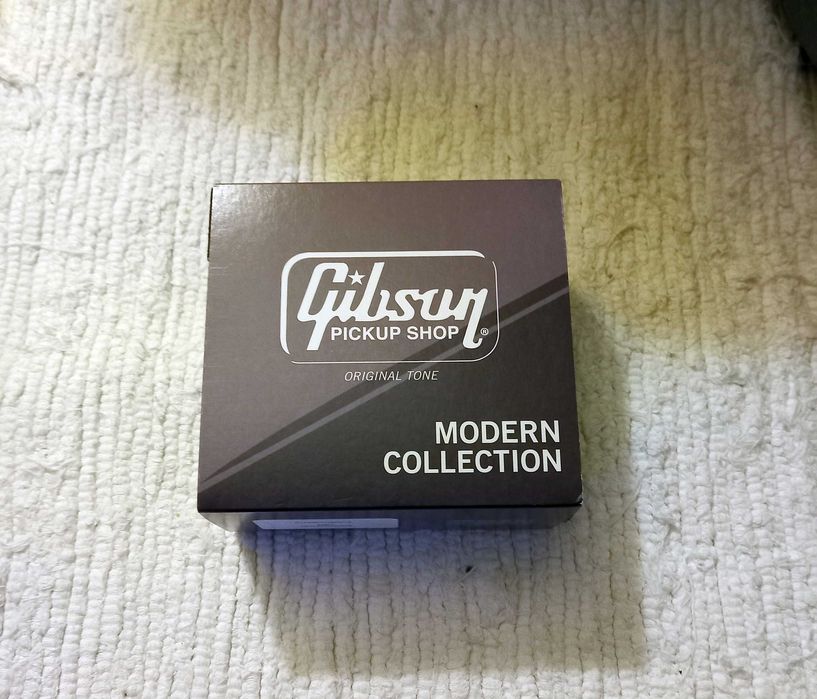 Gibson
PICKUP SHOP ®
ORIGINAL TONE
MODERN
COLLECTION